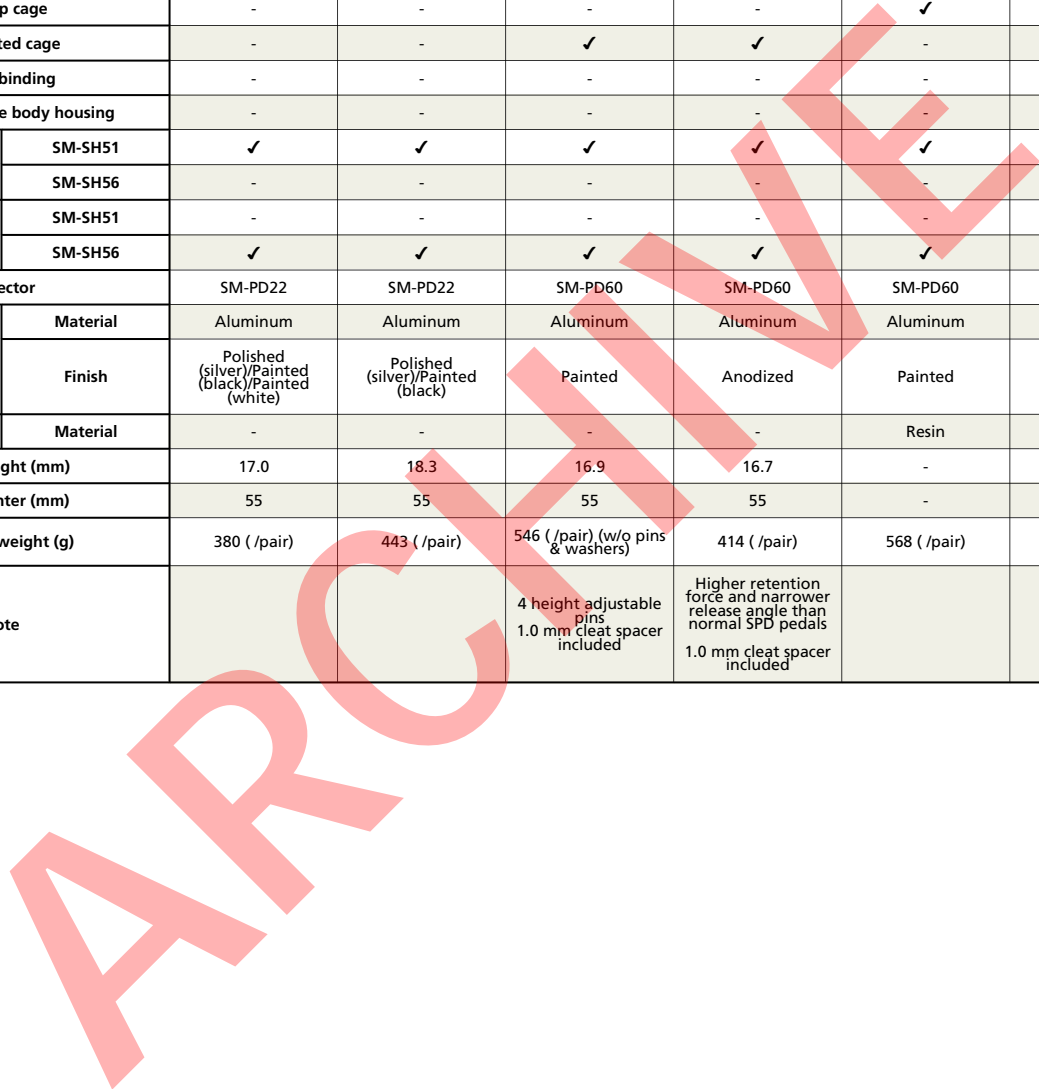 p cage - - - - ✓
ted cage - - ✓ ✓ -
binding - - - - -
e body housing - - - - -
SM-SH51 ✓ ✓ ✓ ✓ ✓
SM-SH56 - - - - -
SM-SH51 - - - - -
SM-SH56 ✓ ✓ ✓ ✓ ✓
ector SM-PD22 SM-PD22 SM-PD60 SM-PD60 SM-PD60
Material Aluminum Aluminum Aluminum Aluminum Aluminum
Finish
Polished
(silver)/Painted
(black)/Painted
(white)
Polished
(silver)/Painted
(black)
Painted
Anodized
Painted
Material - - - - Resin
ght (mm) 17.0 18.3 16.9 16.7 -
nter (mm) 55 55 55 55 -
weight (g) 380 ( /pair) 443 ( /pair)
546 ( /pair) (w/o pins
& washers)
414 ( /pair) 568 ( /pair)
ote
4 height adjustable
pins
1.0 mm cleat spacer
included
Higher retention
force and narrower
release angle than
normal SPD pedals
1.0 mm cleat spacer
included
ARCHIVE